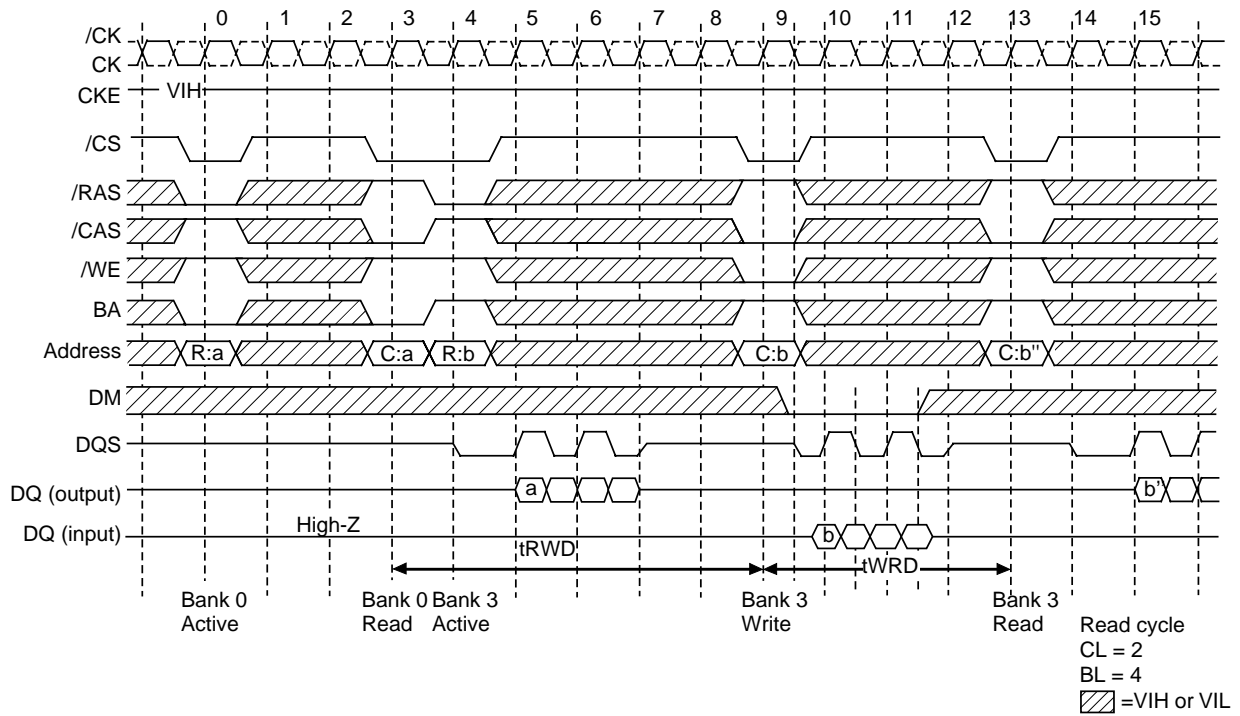 0 1 2 3 4 5 6 7 8 9 10 11 12 13 14 15
/CK
CK
CKE VIH
/CS
/RAS
/CAS
/WE
BA
Address R:a C:a R:b C:b C:b"
DM
DQS
DQ (output) a b'
DQ (input) High-Z b
tRWD tWRD
Bank 0 Active
Bank 0 Read
Bank 3 Active
Bank 3 Write
Bank 3 Read
Read cycle
CL = 2
BL = 4
=VIH or VIL